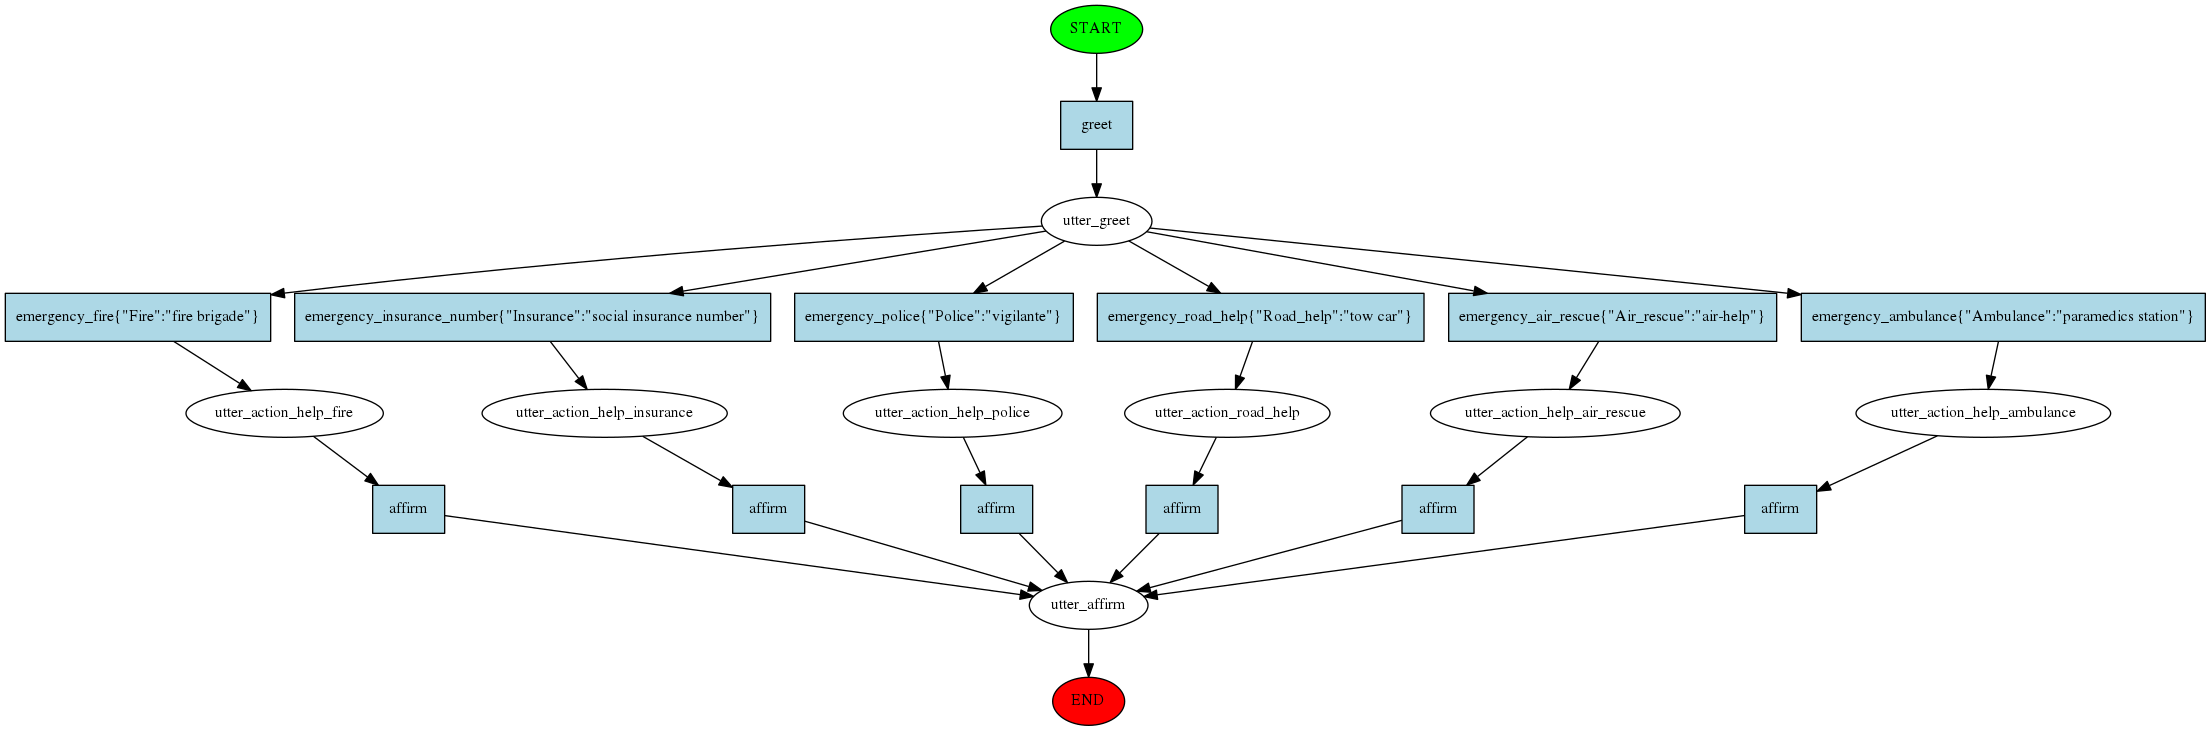 START
greet
utter_greet
emergency_fire{"Fire":"fire brigade"}
emergency_insurance_number{"Insurance":"social insurance number"}
emergency_police{"Police":"vigilante"}
emergency_road_help{"Road_help":"tow car"}
emergency_air_rescue{"Air_rescue":"air-help"}
emergency_ambulance{"Ambulance":"paramedics station"}
utter_action_help_fire
utter_action_help_insurance
utter_action_help_police
utter_action_road_help
utter_action_help_air_rescue
utter_action_help_ambulance
affirm
affirm
affirm
affirm
affirm
affirm
utter_affirm
END